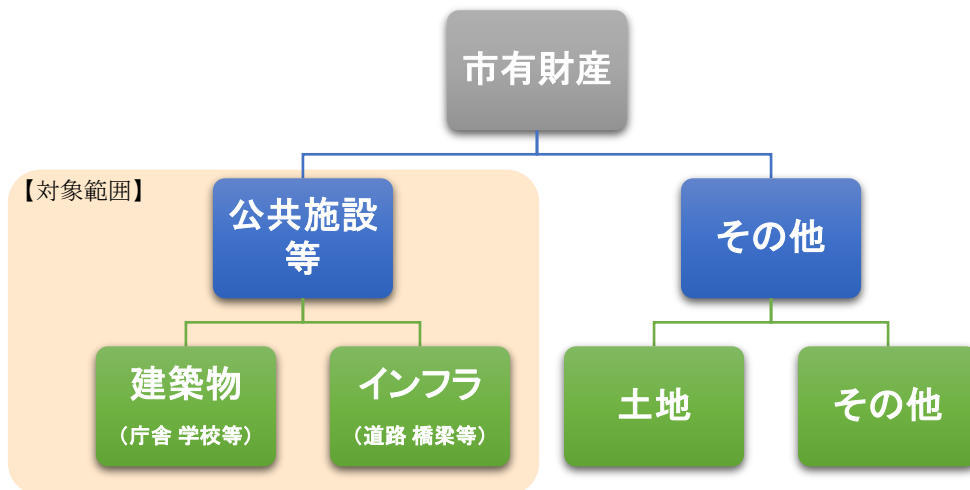 市有財産
【対象範囲】
公共施設
等
その他
建築物
（庁舎 学校等）
インフラ
（道路 橋梁等）
土地
その他